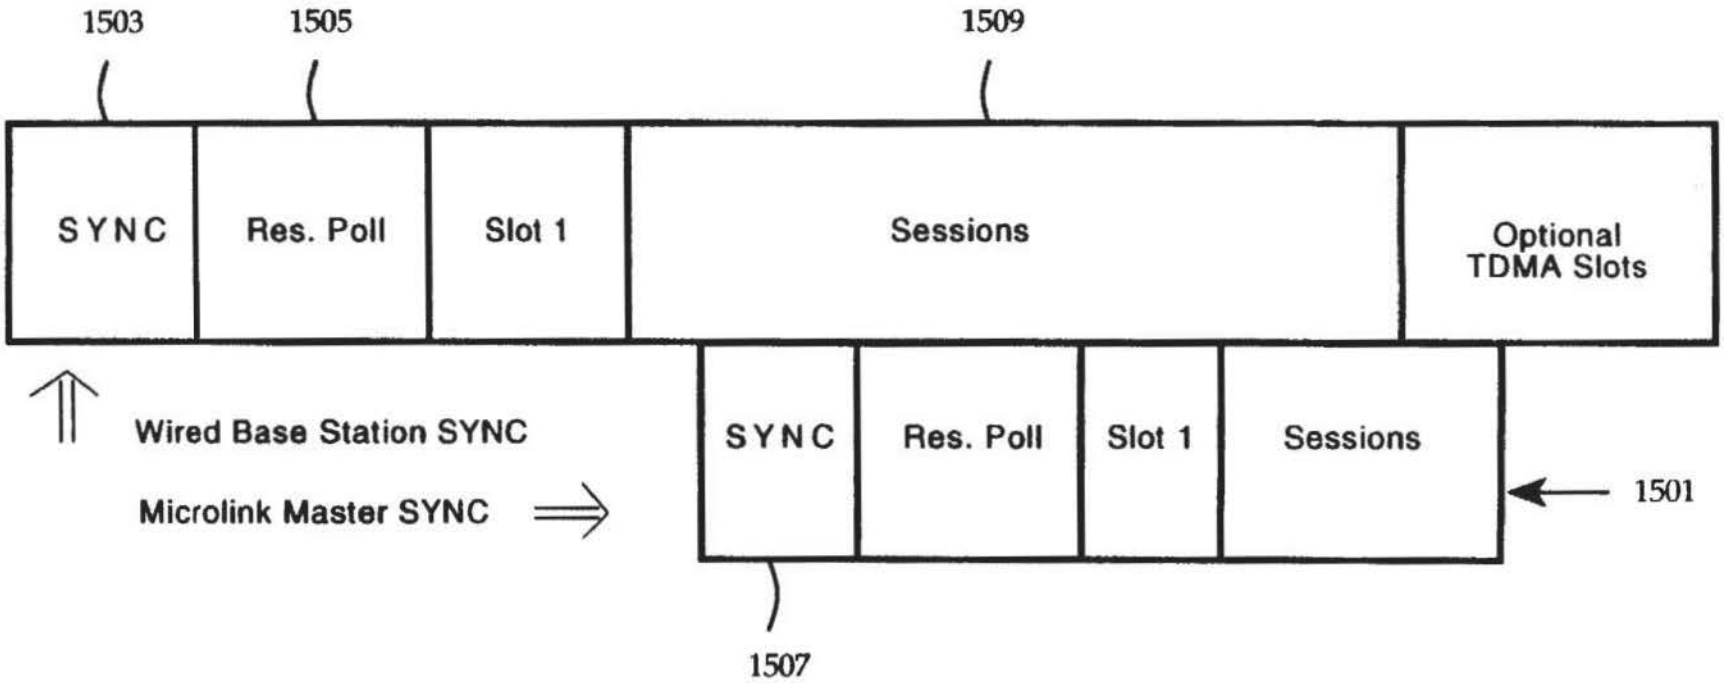 1503
1505
1509
SYNC
Res. Poll
Slot 1
Sessions
Optional
TDMA Slots
Wired Base Station SYNC
Microlink Master SYNC
SYNC
Res. Poll
Slot 1
Sessions
1501
1507